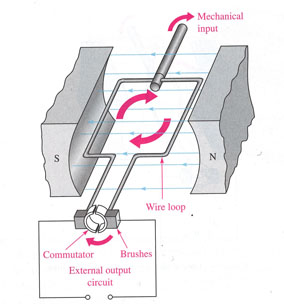 Mechanical
input
S
N
Wire loop
Commutator
Brushes
External output
circuit